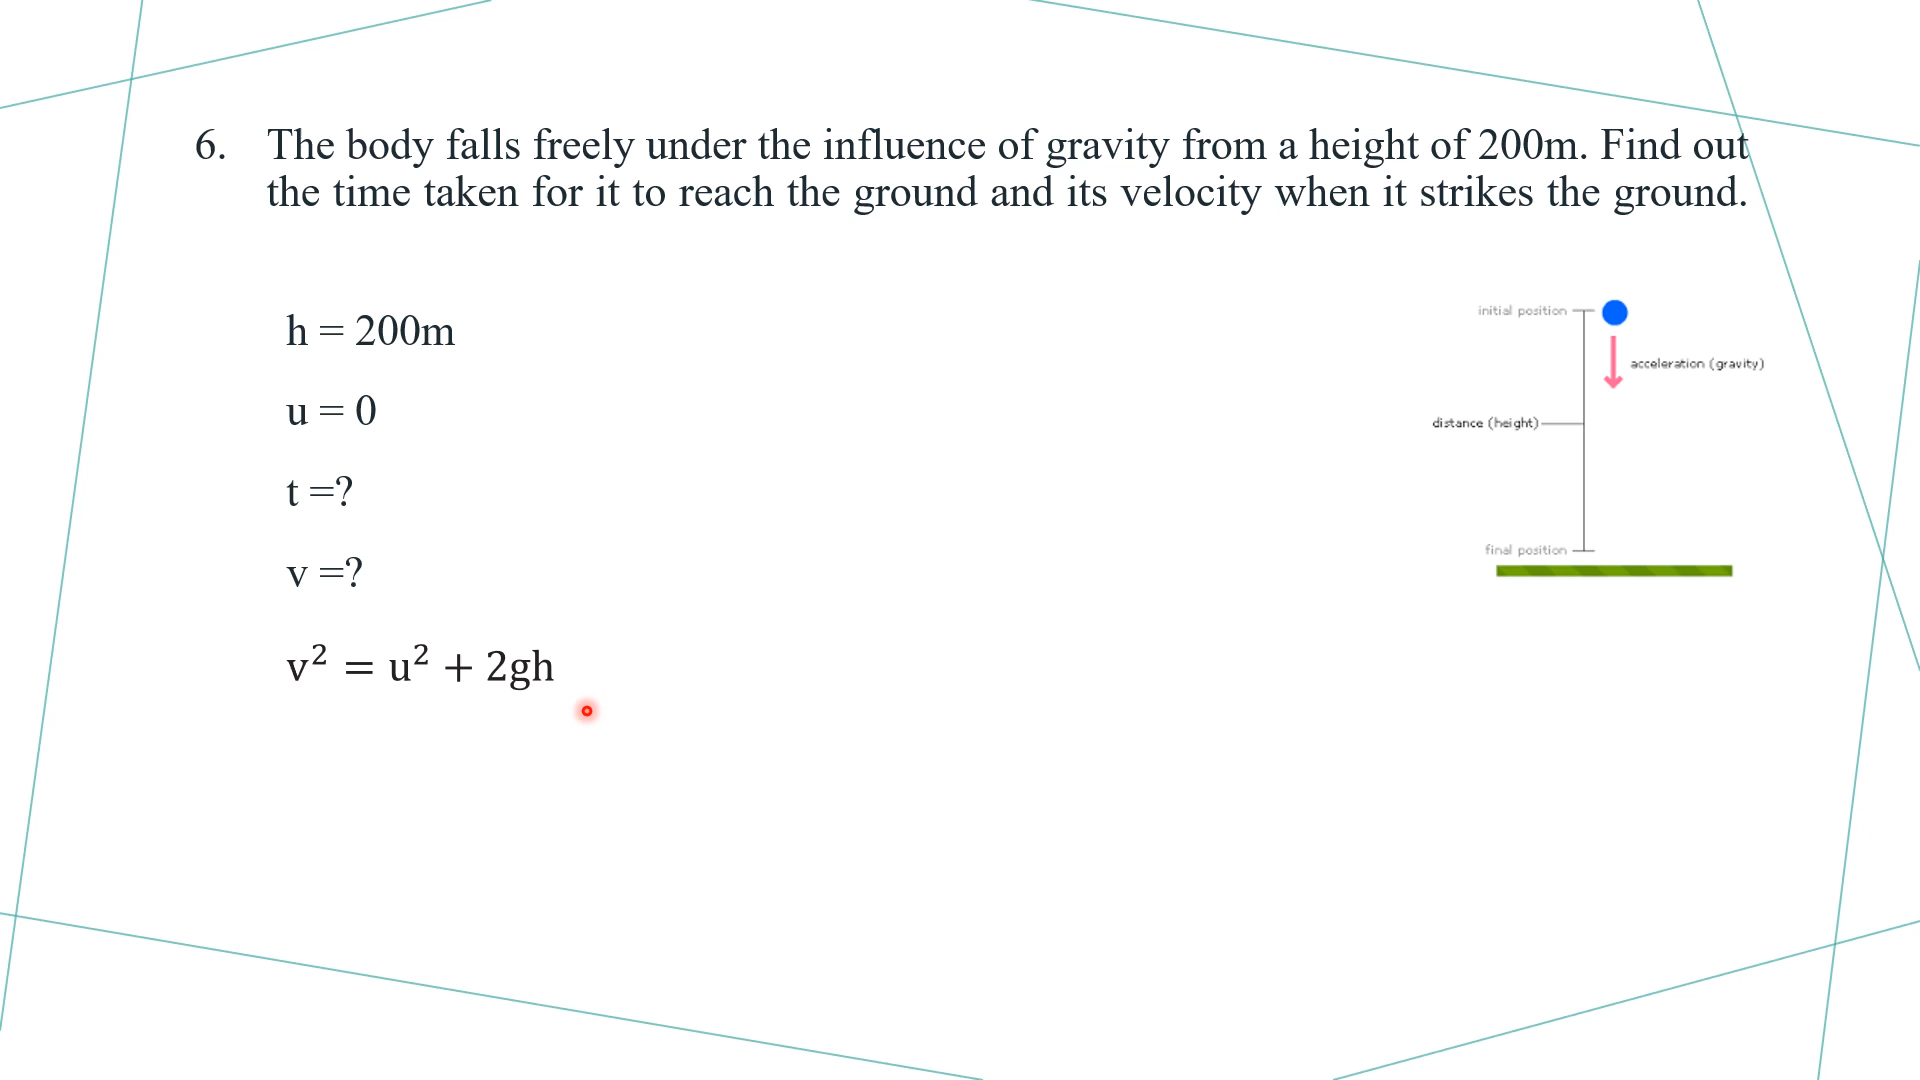 6. The body falls freely under the influence of gravity from a height of 200m. Find out
the time taken for it to reach the ground and its velocity when it strikes the ground.
h = 200m
u = 0
t =?
v =?
v² = u² + 2gh
initial position
acceleration (gravity)
distance (height)
final position